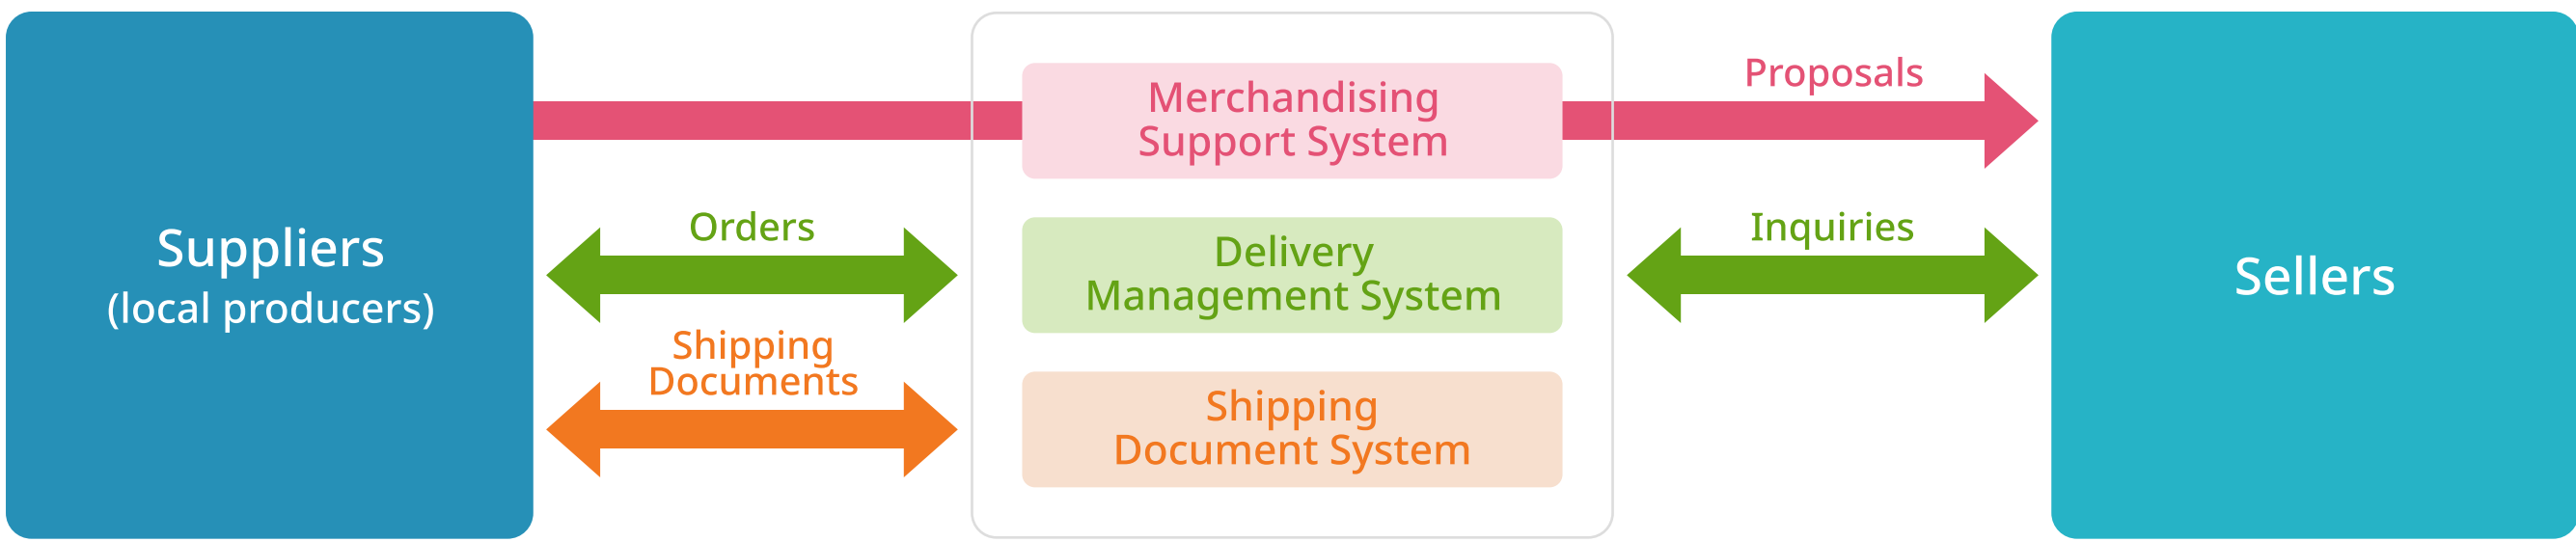 Suppliers
(local producers)
Orders
Shipping
Documents
Merchandising
Support System
Delivery
Management System
Shipping
Document System
Proposals
Inquiries
Sellers